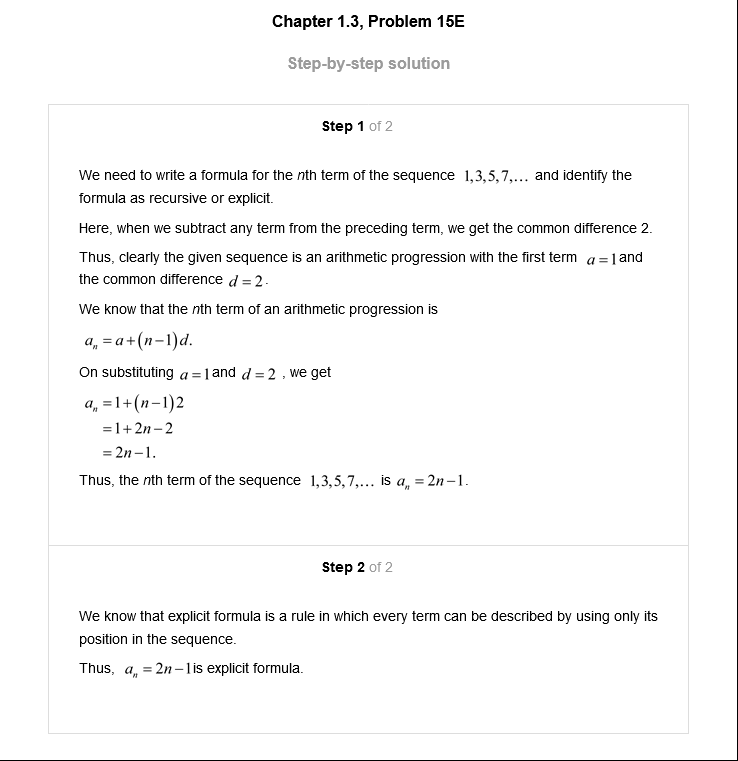 Chapter 1.3, Problem 15E
Step-by-step solution
Step 1 of 2
We need to write a formula for the nth term of the sequence 1,3,5,7,... and identify the
formula as recursive or explicit.
Here, when we subtract any term from the preceding term, we get the common difference 2.
Thus, clearly the given sequence is an arithmetic progression with the first term a=1 and
the common difference d=2.
We know that the nth term of an arithmetic progression is
aₙ = a+(n−1)d.
On substituting a=1 and d=2 , we get
aₙ =1+(n−1)2
=1+2n−2
=2n−1.
Thus, the nth term of the sequence 1,3,5,7,... is aₙ =2n−1.
Step 2 of 2
We know that explicit formula is a rule in which every term can be described by using only its
position in the sequence.
Thus, aₙ =2n−1 is explicit formula.